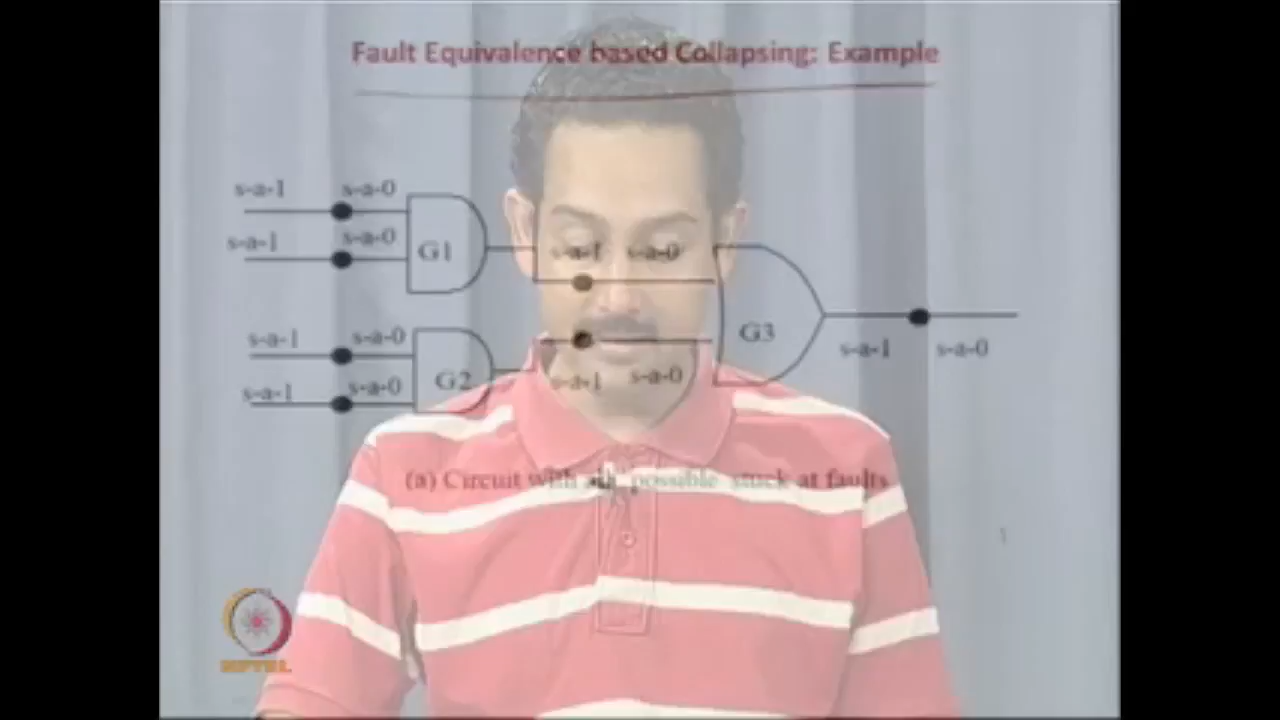 Fault Equivalence based Collapsing: Example
s-a-1 s-a-0
s-a-1 s-a-0
G1
s-a-1 s-a-0
G3
s-a-1 s-a-0
s-a-1 s-a-0
s-a-1 s-a-0
G2
s-a-1 s-a-0
s-a-1 s-a-0
(a) Circuit with all possible stuck at faults
1
NPTEL